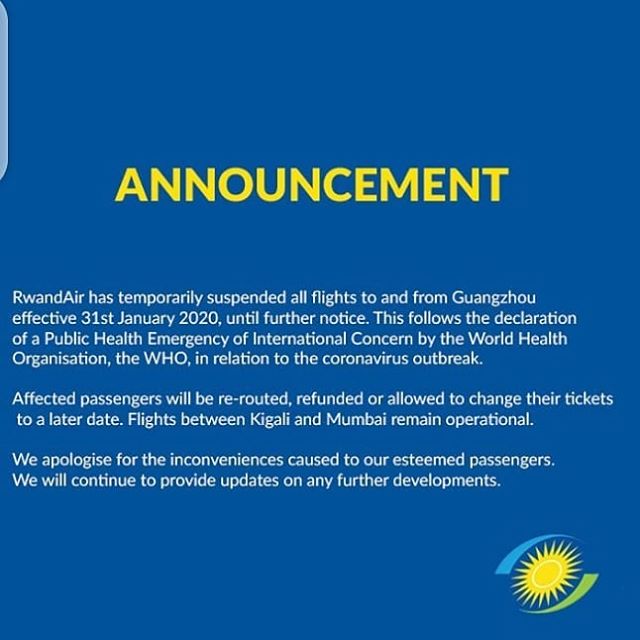 ANNOUNCEMENT
RwandAir has temporarily suspended all flights to and from Guangzhou
effective 31st January 2020, until further notice. This follows the declaration
of a Public Health Emergency of International Concern by the World Health
Organisation, the WHO, in relation to the coronavirus outbreak.
Affected passengers will be re-routed, refunded or allowed to change their tickets
to a later date. Flights between Kigali and Mumbai remain operational.
We apologise for the inconveniences caused to our esteemed passengers.
We will continue to provide updates on any further developments.